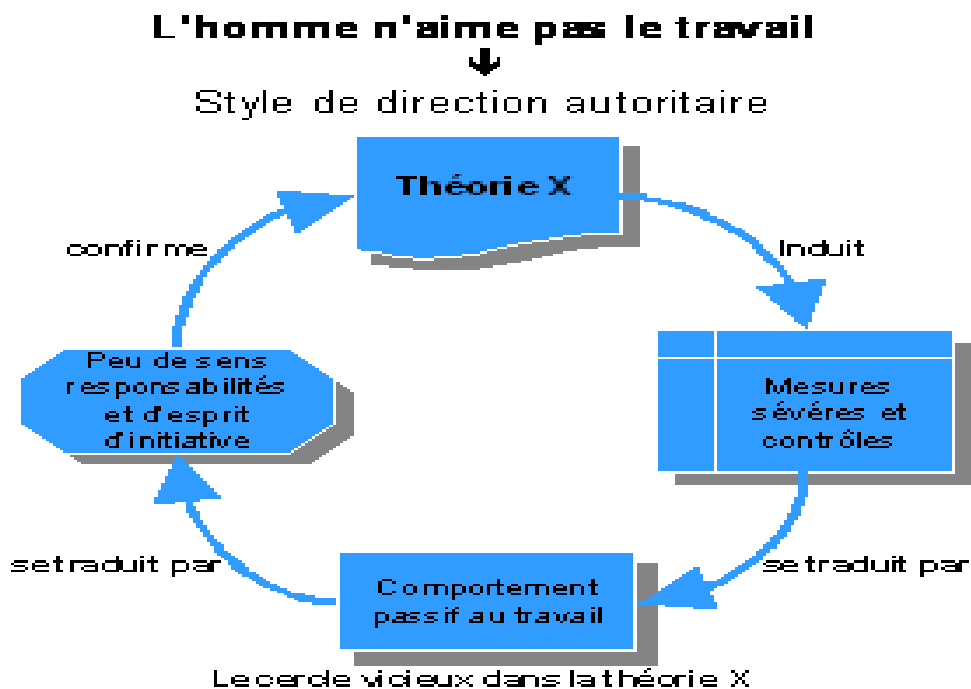 L'homme n'aime pas le travail
Style de direction autoritaire
Théorie X
confirme
Induit
Peu de sens
responsabilités
et d'esprit
d'initiative
Mesures
sévéres et
contrôles
se traduit par
se traduit par
Comportement
passif au travail
Le cercle vicieux dans la théorie X